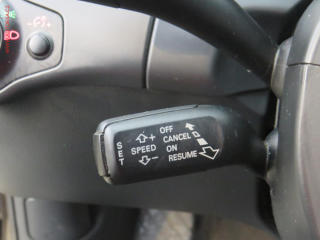 OFF
+ CANCEL
SET SPEED ON
- RESUME